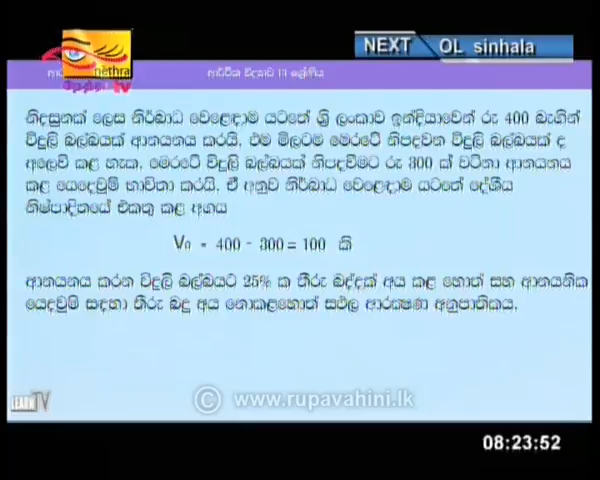 NEXT OL sinhala
nethra
TV
ආර්ථික විද්‍යාව 13 ශ්‍රේණිය
නිදසුනක් ලෙස නිර්බාධ වෙළෙඳාම යටතේ ශ්‍රී ලංකාව ඉන්දියාවෙන් රු 400 බැගින්
විදුලි බල්බයක් ආනයනය කරයි. එම මිලටම මෙරටේ නිපදවන විදුලි බල්බයක් ද
අලෙවි කළ හැක. මෙරටේ විදුලි බල්බයක් නිපදවීමට රු 300 ක් වටිනා ආනයනය
කළ යෙදෙවුම් භාවිතා කරයි. ඒ අනුව නිර්බාධ වෙළෙඳාම යටතේ දේශීය
නිෂ්පාදිතයේ එකතු කළ අගය
V0 = 400 - 300 = 100 කි
ආනයනය කරන විදුලි බල්බයට 25% ක තීරු බද්දක් අය කළ හොත් සහ ආනයනික
යෙදවුම් සඳහා තීරු බදු අය නොකළහොත් සඵල ආරක්ෂණ අනුපාතිකය.
LEARN TV
© www.rupavahini.lk
08:23:52